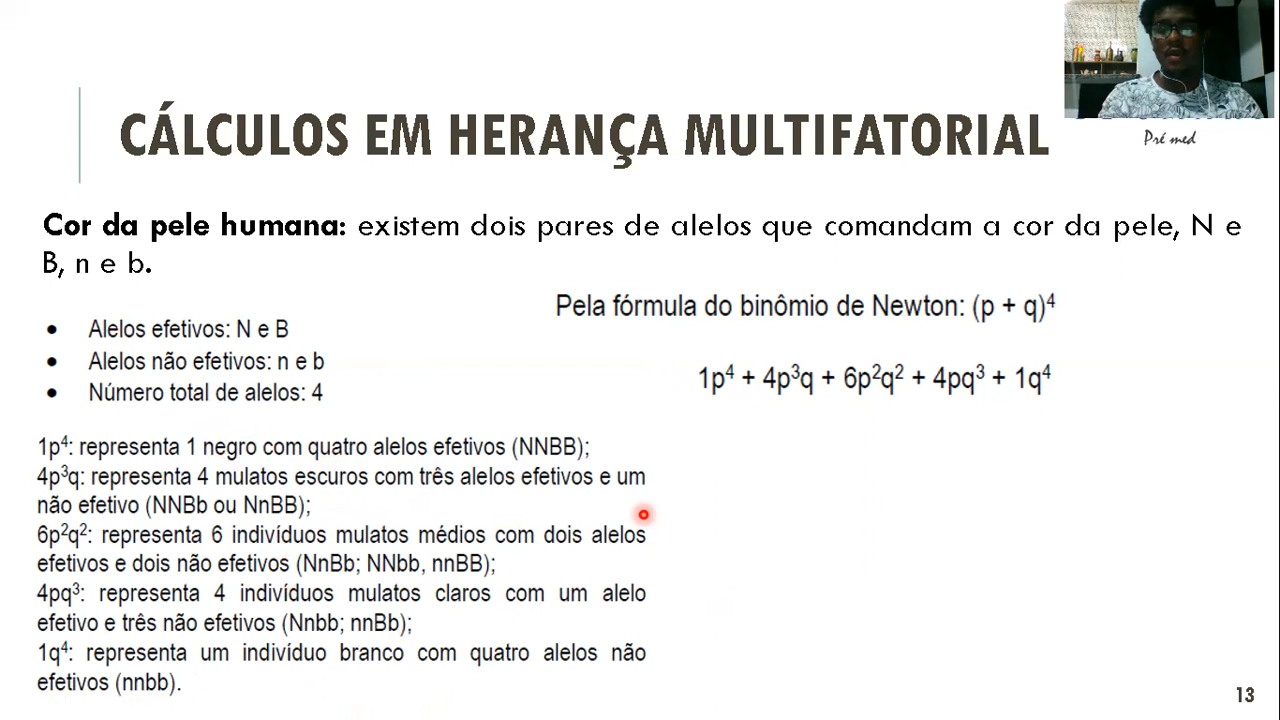 CÁLCULOS EM HERANÇA MULTIFATORIAL
Pré med
Cor da pele humana: existem dois pares de alelos que comandam a cor da pele, N e
B, n e b.
Pela fórmula do binômio de Newton: (p + q)⁴
• Alelos efetivos: N e B
• Alelos não efetivos: n e b
• Número total de alelos: 4
1p⁴ + 4p³q + 6p²q² + 4pq³ + 1q⁴
1p⁴: representa 1 negro com quatro alelos efetivos (NNBB);
4p³q: representa 4 mulatos escuros com três alelos efetivos e um
não efetivo (NNBb ou NnBB);
6p²q²: representa 6 indivíduos mulatos médios com dois alelos
efetivos e dois não efetivos (NnBb; NNbb, nnBB);
4pq³: representa 4 indivíduos mulatos claros com um alelo
efetivo e três não efetivos (Nnbb; nnBb);
1q⁴: representa um indivíduo branco com quatro alelos não
efetivos (nnbb).
13